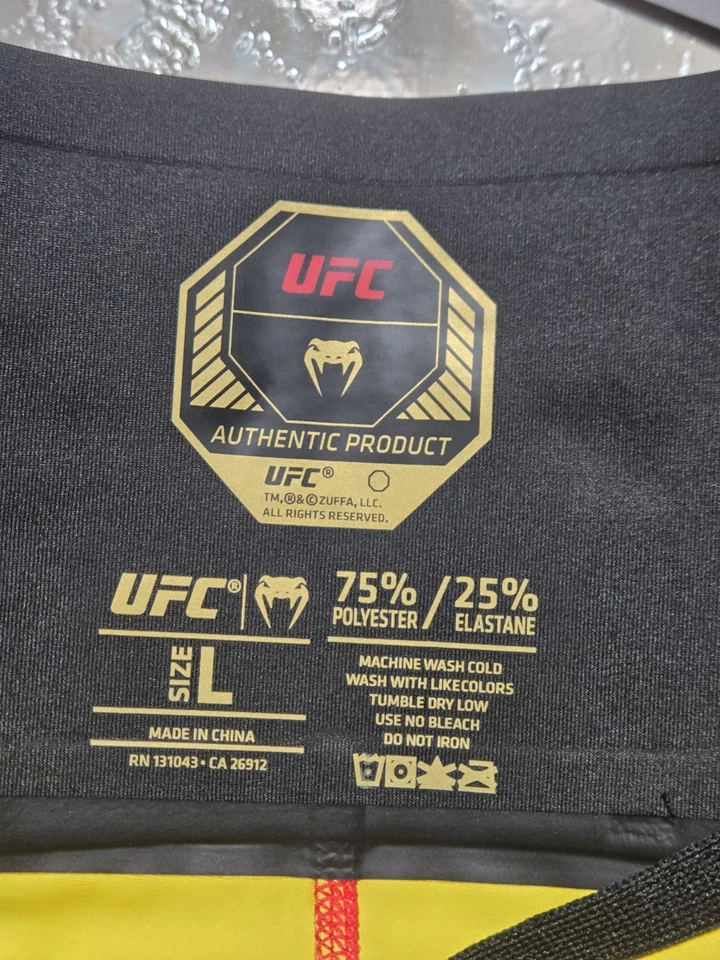 UFC
AUTHENTIC PRODUCT
UFC®
TM,®&©ZUFFA, LLC.
ALL RIGHTS RESERVED.
UFC®
SIZE L
MADE IN CHINA
RN 131043 • CA 26912
75% / 25%
POLYESTER ELASTANE
MACHINE WASH COLD
WASH WITH LIKECOLORS
TUMBLE DRY LOW
USE NO BLEACH
DO NOT IRON